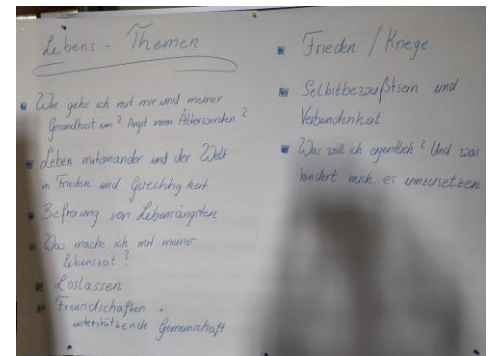 Lebens-Themen
Wie gehe ich mit mir und meiner
Gesundheit um? Angst vorm Älterwerden?
Leben miteinander und der Welt
in Frieden und Gerechtigkeit
Befreiung von Lebensängsten
Was mache ich mit meiner
Lebenszeit?
Loslassen
Freundschaften +
unterstützende Gemeinschaft
Frieden / Kriege
Selbstbewußtsein und
Verbundenheit
Was will ich eigentlich? Und was
hindert mich, es umzusetzen